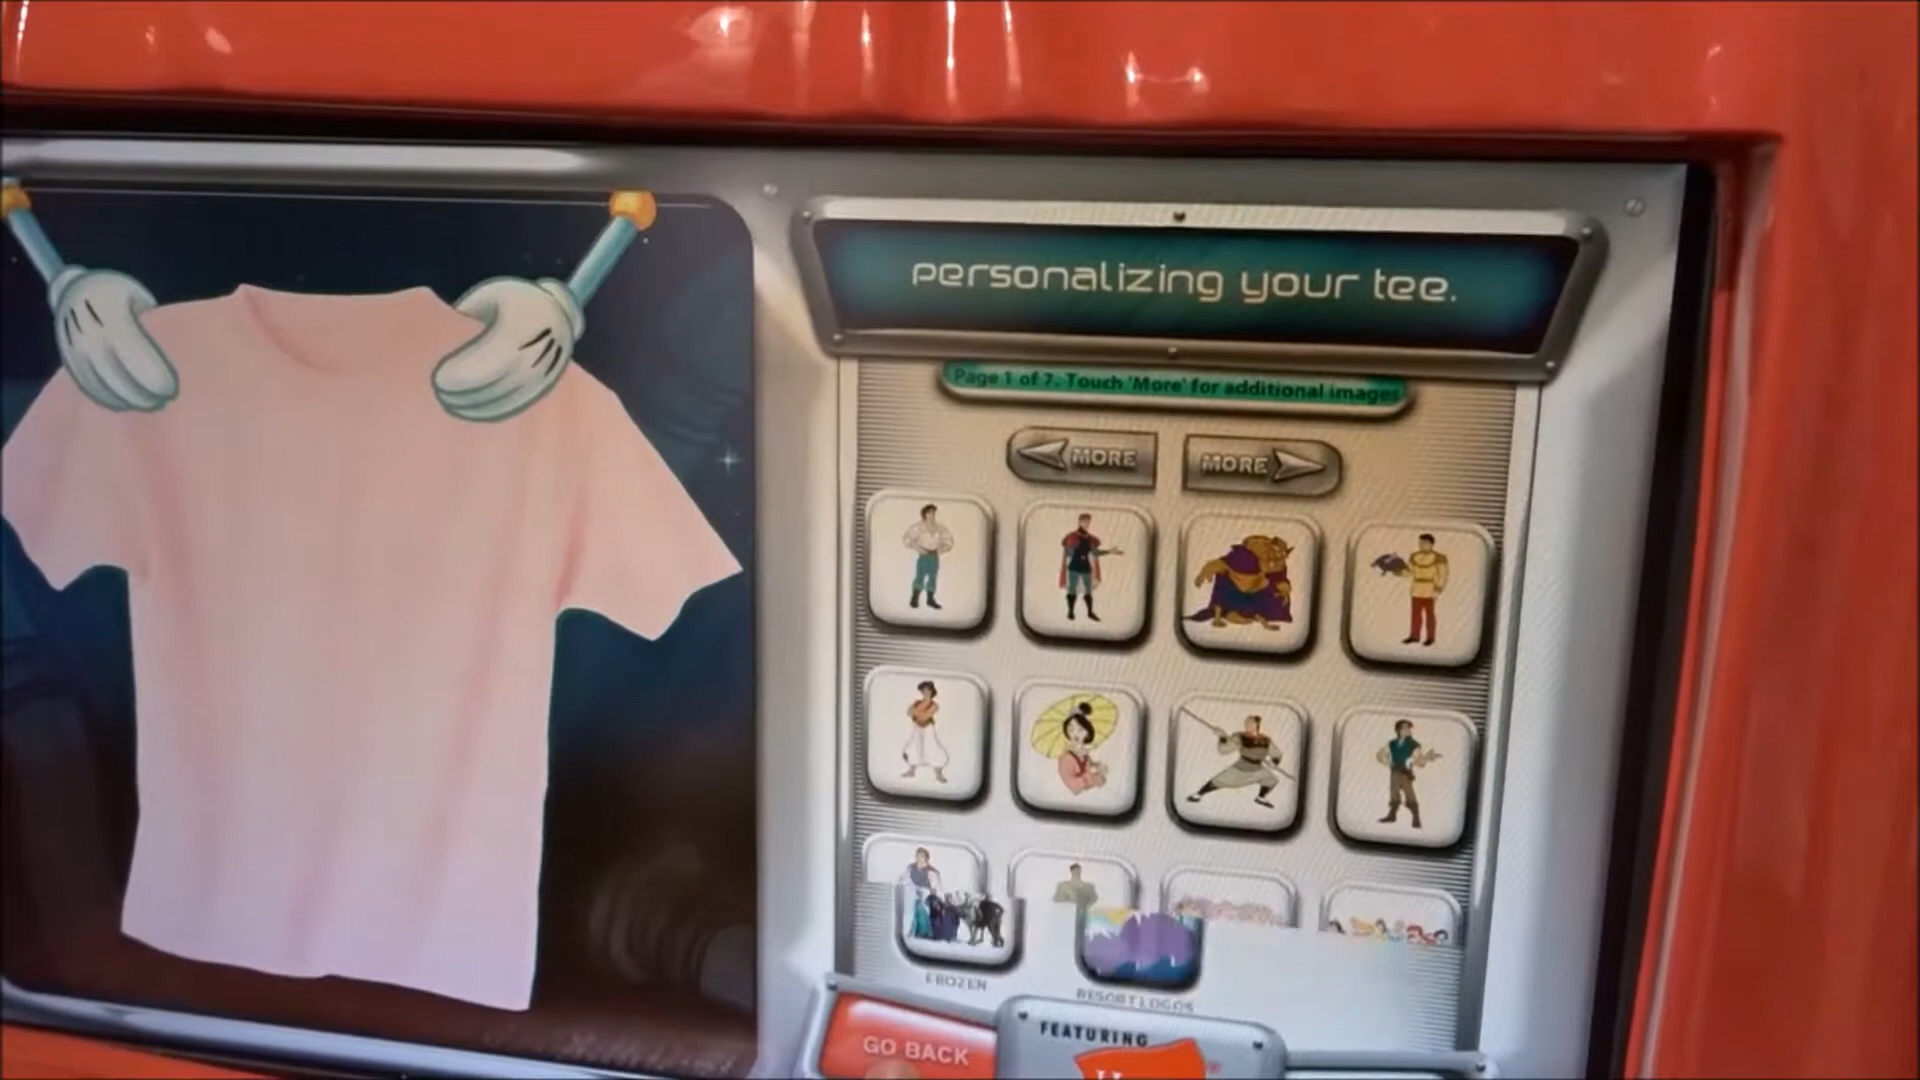 personalizing your tee.
Page 1 of 7. Touch 'More' for additional images
MORE
MORE
FROZEN
RESORT LOGOS
GO BACK
FEATURING